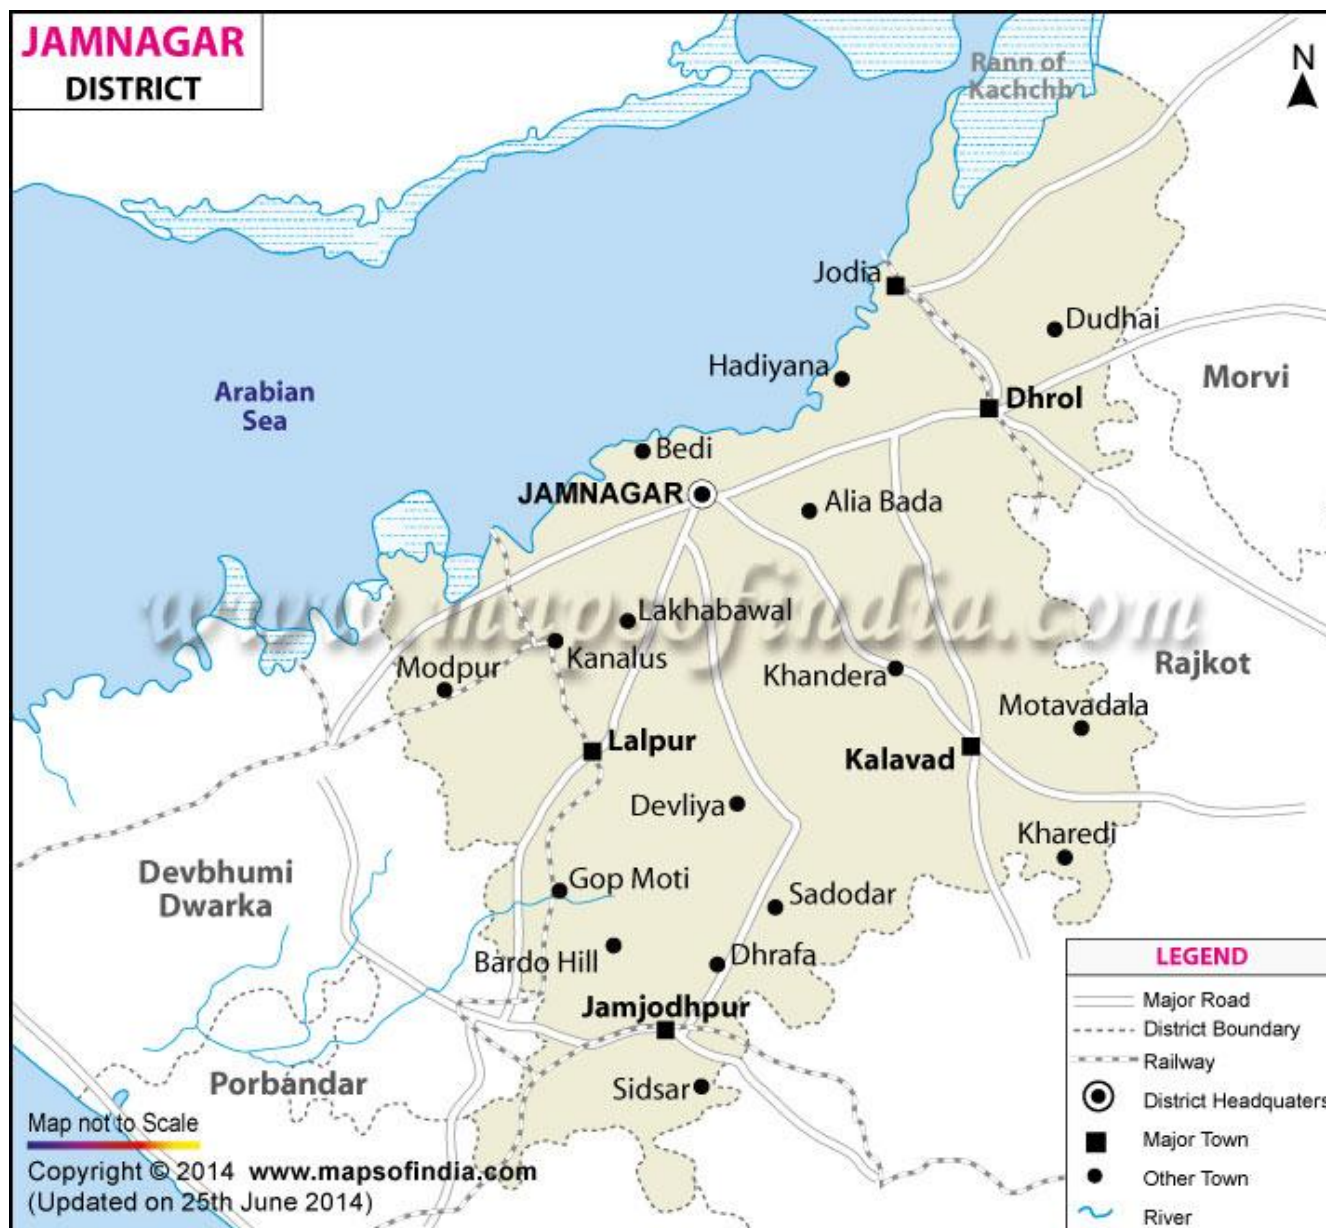 JAMNAGAR
DISTRICT
Rann of
Kachchh
N
Jodia
Dudhai
Hadiyana
Morvi
Arabian
Sea
Dhrol
Bedi
JAMNAGAR
Alia Bada
www.mapsofindia.com
Lakhabawal
Kanalus
Modpur
Khandera
Rajkot
Motavadala
Lalpur
Kalavad
Devliya
Kharedi
Devbhumi
Dwarka
Gop Moti
Sadodar
Bardo Hill
Dhrafa
Jamjodhpur
Porbandar
Sidsar
Map not to Scale
Copyright © 2014 www.mapsofindia.com
(Updated on 25th June 2014)
LEGEND
Major Road
District Boundary
Railway
District Headquaters
Major Town
Other Town
River